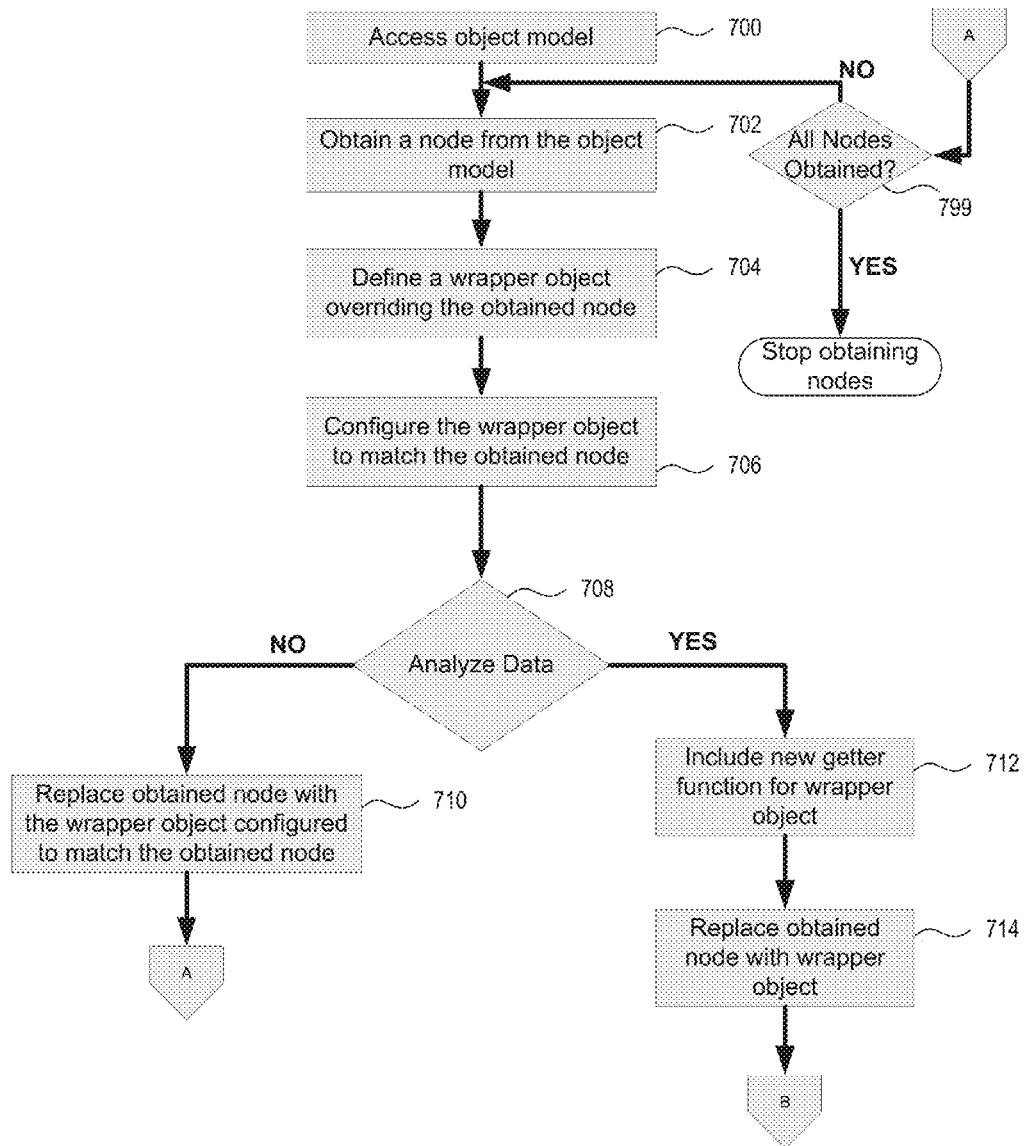 Access object model
700
A
NO
Obtain a node from the object
model
702
All Nodes
Obtained?
799
YES
Define a wrapper object
overriding the obtained node
704
Stop obtaining
nodes
Configure the wrapper object
to match the obtained node
706
708
NO
Analyze Data
YES
Replace obtained node with
the wrapper object configured
to match the obtained node
710
Include new getter
function for wrapper
object
712
Replace obtained
node with wrapper
object
714
A
B